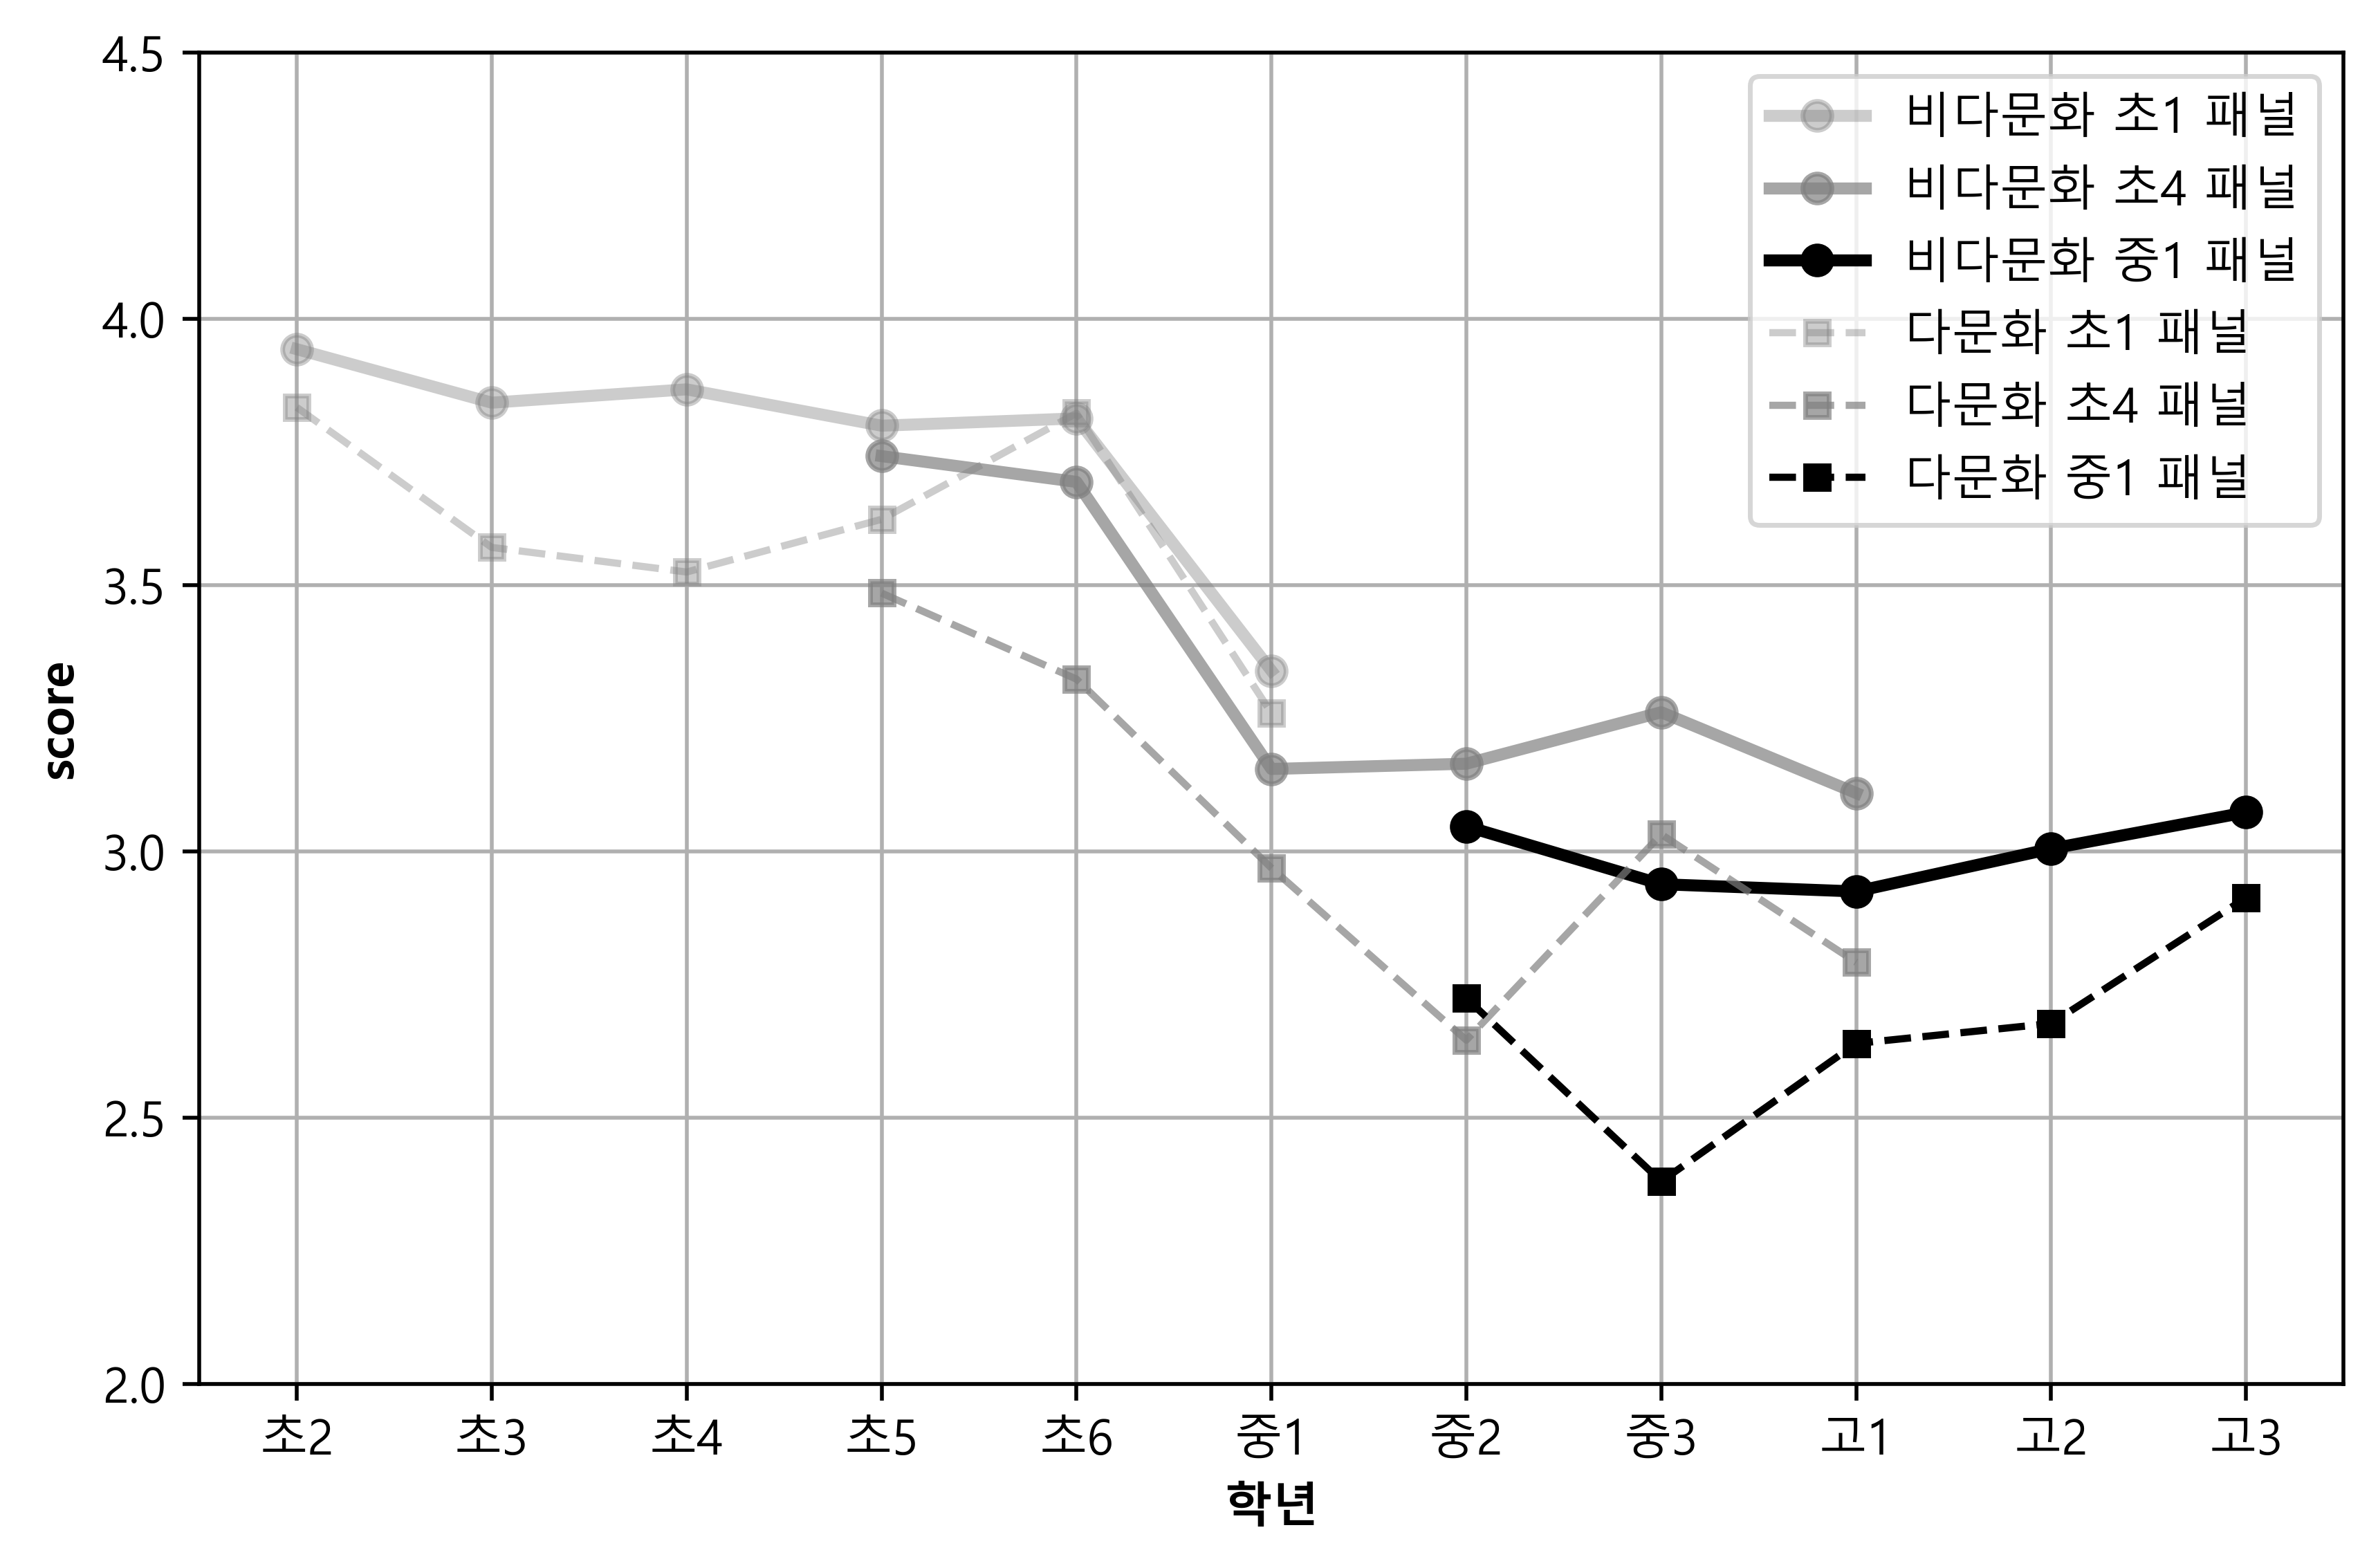 4.5
4.0
3.5
3.0
2.5
2.0
score
비다문화 초1 패널
비다문화 초4 패널
비다문화 중1 패널
다문화 초1 패널
다문화 초4 패널
다문화 중1 패널
초2 초3 초4 초5 초6 중1 중2 중3 고1 고2 고3
학년